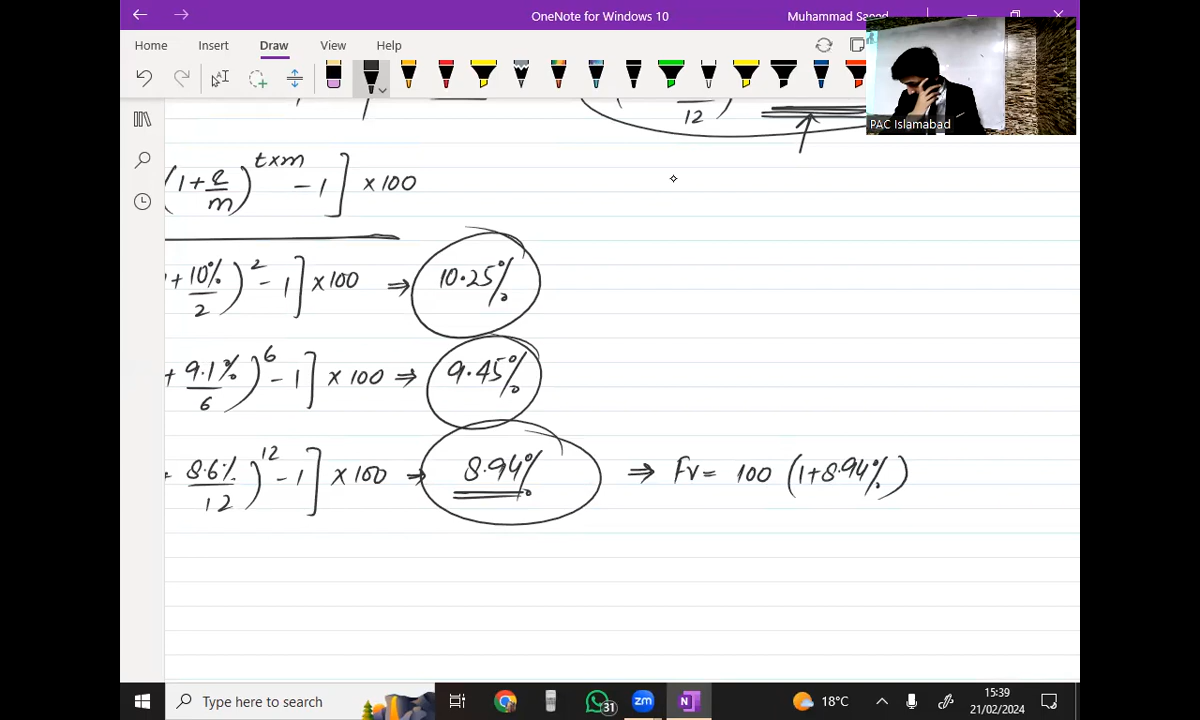 OneNote for Windows 10
Muhammad Saeed
Home Insert Draw View Help
PAC Islamabad
12
(1+r/m)^t×m - 1] ×100
+10%/2)^2 - 1] ×100 ⇒ 10.25%
+ 9.1%/6)^6 - 1] ×100 ⇒ 9.45%
+ 8.6%/12)^12 - 1] ×100 ⇒ 8.94% ⇒ FV= 100 (1+8.94%)
Type here to search
31
zm
N
18°C
15:39
21/02/2024